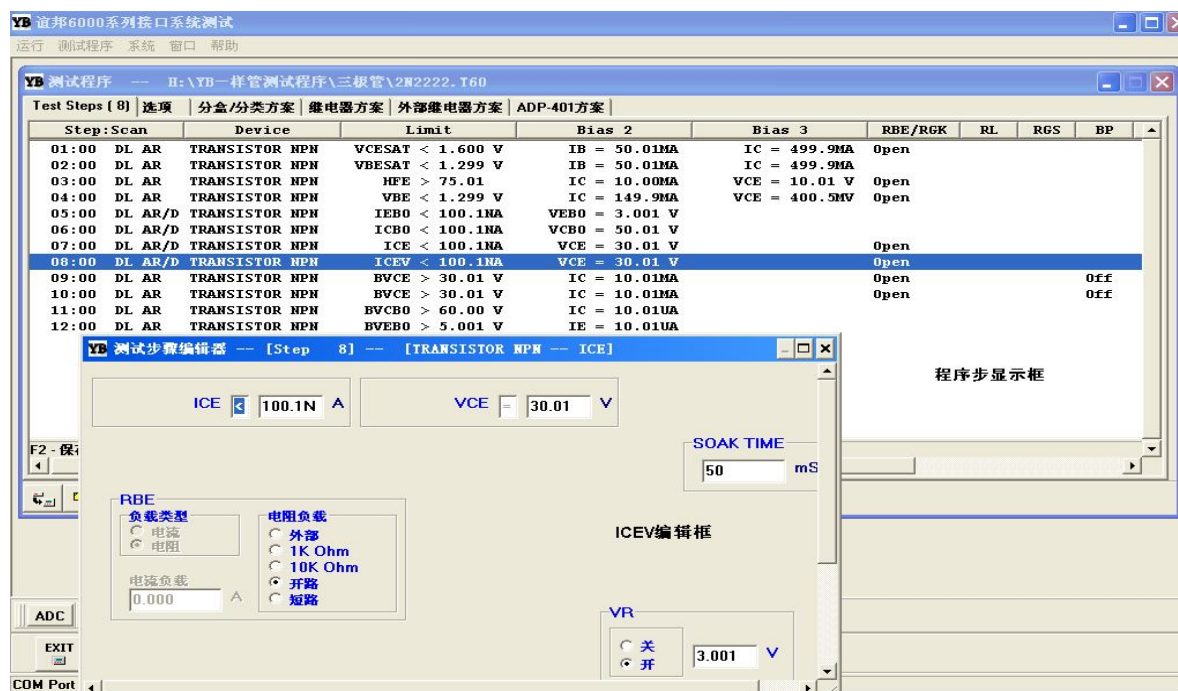 YB 谊邦6000系列接口系统测试
运行 测试程序 系统 窗口 帮助
YB 测试程序 -- H:\YB一样管测试程序\三极管\2N2222.T60
Test Steps ( 8) 选项 分盒/分类方案 继电器方案 外部继电器方案 ADP-401方案
Step:Scan Device Limit Bias 2 Bias 3 RBE/RGK RL RGS BP
01:00 DL AR TRANSISTOR NPN VCESAT < 1.600 V IB = 50.01MA IC = 499.9MA Open
02:00 DL AR TRANSISTOR NPN VBESAT < 1.299 V IB = 50.01MA IC = 499.9MA
03:00 DL AR TRANSISTOR NPN HFE > 75.01 IC = 10.00MA VCE = 10.01 V Open
04:00 DL AR TRANSISTOR NPN VBE < 1.299 V IC = 149.9MA VCE = 400.5MV Open
05:00 DL AR/D TRANSISTOR NPN IEBO < 100.1NA VEBO = 3.001 V
06:00 DL AR/D TRANSISTOR NPN ICBO < 100.1NA VCBO = 50.01 V
07:00 DL AR/D TRANSISTOR NPN ICE < 100.1NA VCE = 30.01 V Open
08:00 DL AR/D TRANSISTOR NPN ICEV < 100.1NA VCE = 30.01 V Open
09:00 DL AR TRANSISTOR NPN BVCE > 30.01 V IC = 10.01MA Open Off
10:00 DL AR TRANSISTOR NPN BVCE > 30.01 V IC = 10.01MA Open Off
11:00 DL AR TRANSISTOR NPN BVCBO > 60.00 V IC = 10.01UA
12:00 DL AR TRANSISTOR NPN BVEBO > 5.001 V IE = 10.01UA
YB 测试步骤编辑器 -- [Step 8] -- [TRANSISTOR NPN -- ICE]
程序步显示框
ICE < 100.1N A VCE = 30.01 V
F2 - 保
SOAK TIME
50 mS
RBE
负载类型 电阻负载
电流 外部
电阻 1K Ohm
10K Ohm
电流负载 开路
0.000 A 短路
ICEV编辑框
VR
关
开 3.001 V
ADC
EXIT
COM Port